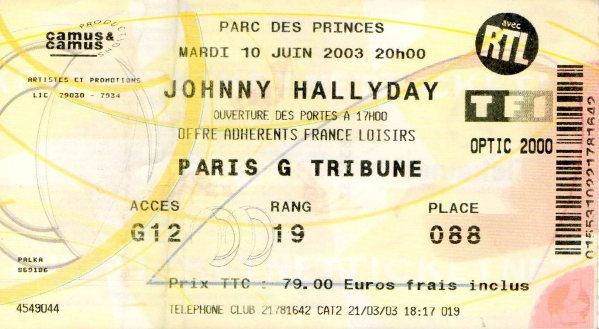 camus&
camus
PRODUCTIONS
ARTISTES ET PROMOTIONS
LIC/ 79030 - 7934
PARC DES PRINCES
MARDI 10 JUIN 2003 20h00
avec
RTL
JOHNNY HALLYDAY
OUVERTURE DES PORTES A 17H00
OFFRE ADHERENTS FRANCE LOISIRS
TF1
OPTIC 2000
PARIS G TRIBUNE
ACCES RANG PLACE
G12 19 088
PALKA
869186
Prix TTC : 79.00 Euros frais inclus
4549044
TELEPHONE CLUB 21781642 CAT2 21/03/03 18:17 019